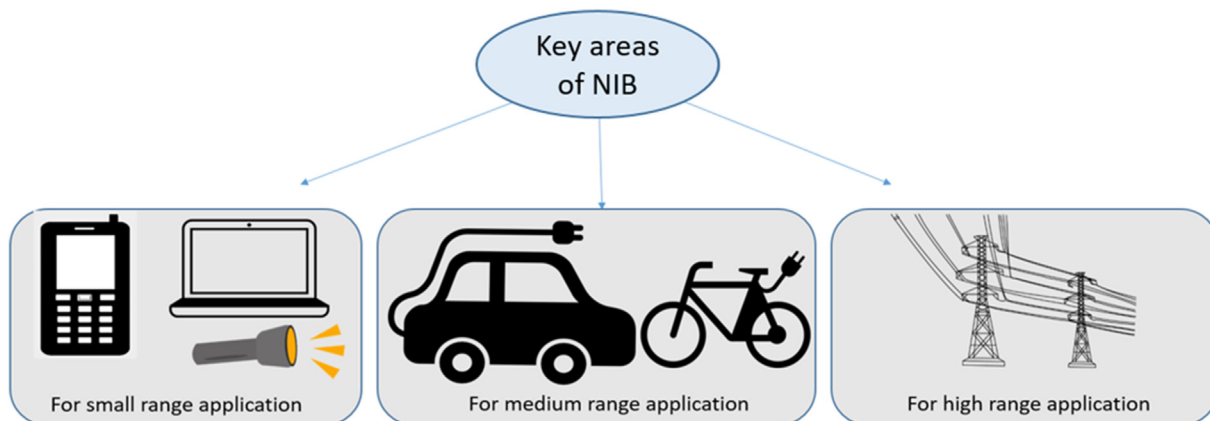 Key areas
of NIB
For small range application
For medium range application
For high range application